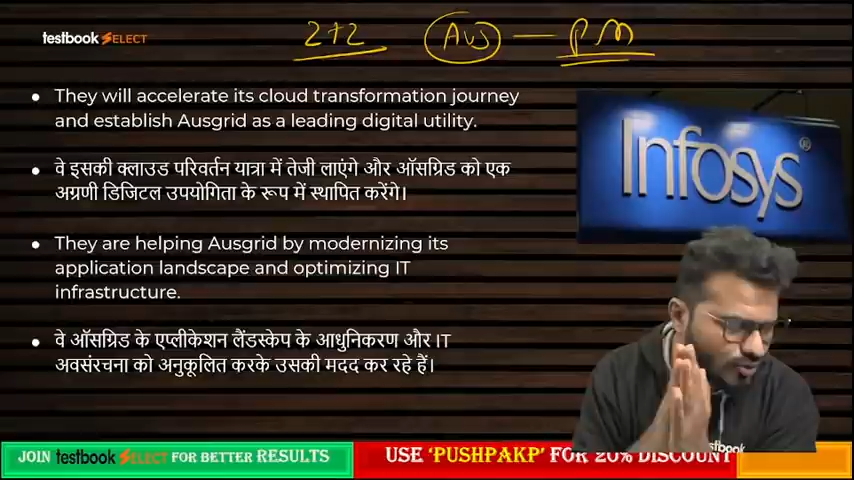 testbook SELECT
2+2 Aus — PM
They will accelerate its cloud transformation journey
and establish Ausgrid as a leading digital utility.
वे इसकी क्लाउड परिवर्तन यात्रा में तेजी लाएंगे और ऑसग्रिड को एक
अग्रणी डिजिटल उपयोगिता के रूप में स्थापित करेंगे।
They are helping Ausgrid by modernizing its
application landscape and optimizing IT
infrastructure.
वे ऑसग्रिड के एप्लीकेशन लैंडस्केप के आधुनिकरण और IT
अवसंरचना को अनुकूलित करके उसकी मदद कर रहे हैं।
Infosys®
testbook
JOIN testbook SELECT FOR BETTER RESULTS
USE 'PUSHPAKP' FOR 20% DISCOUNT